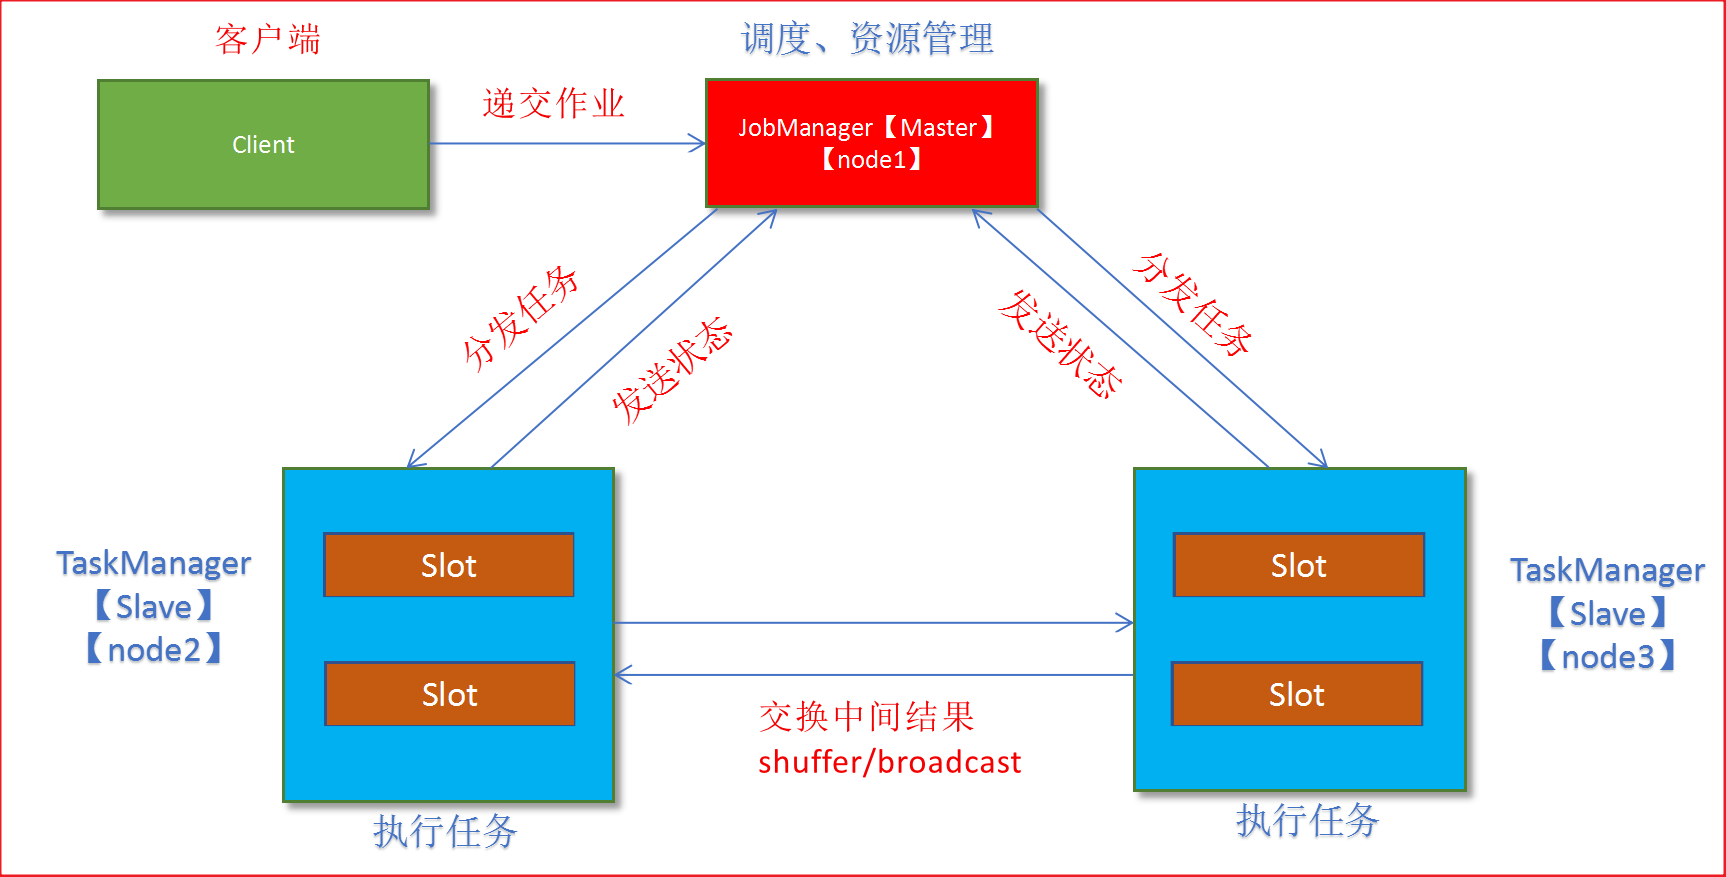 客户端
调度、资源管理
递交作业
Client
JobManager【Master】
【node1】
分发任务
发送状态
发送状态
分发任务
TaskManager
【Slave】
【node2】
Slot
Slot
Slot
Slot
TaskManager
【Slave】
【node3】
交换中间结果
shuffer/broadcast
执行任务
执行任务